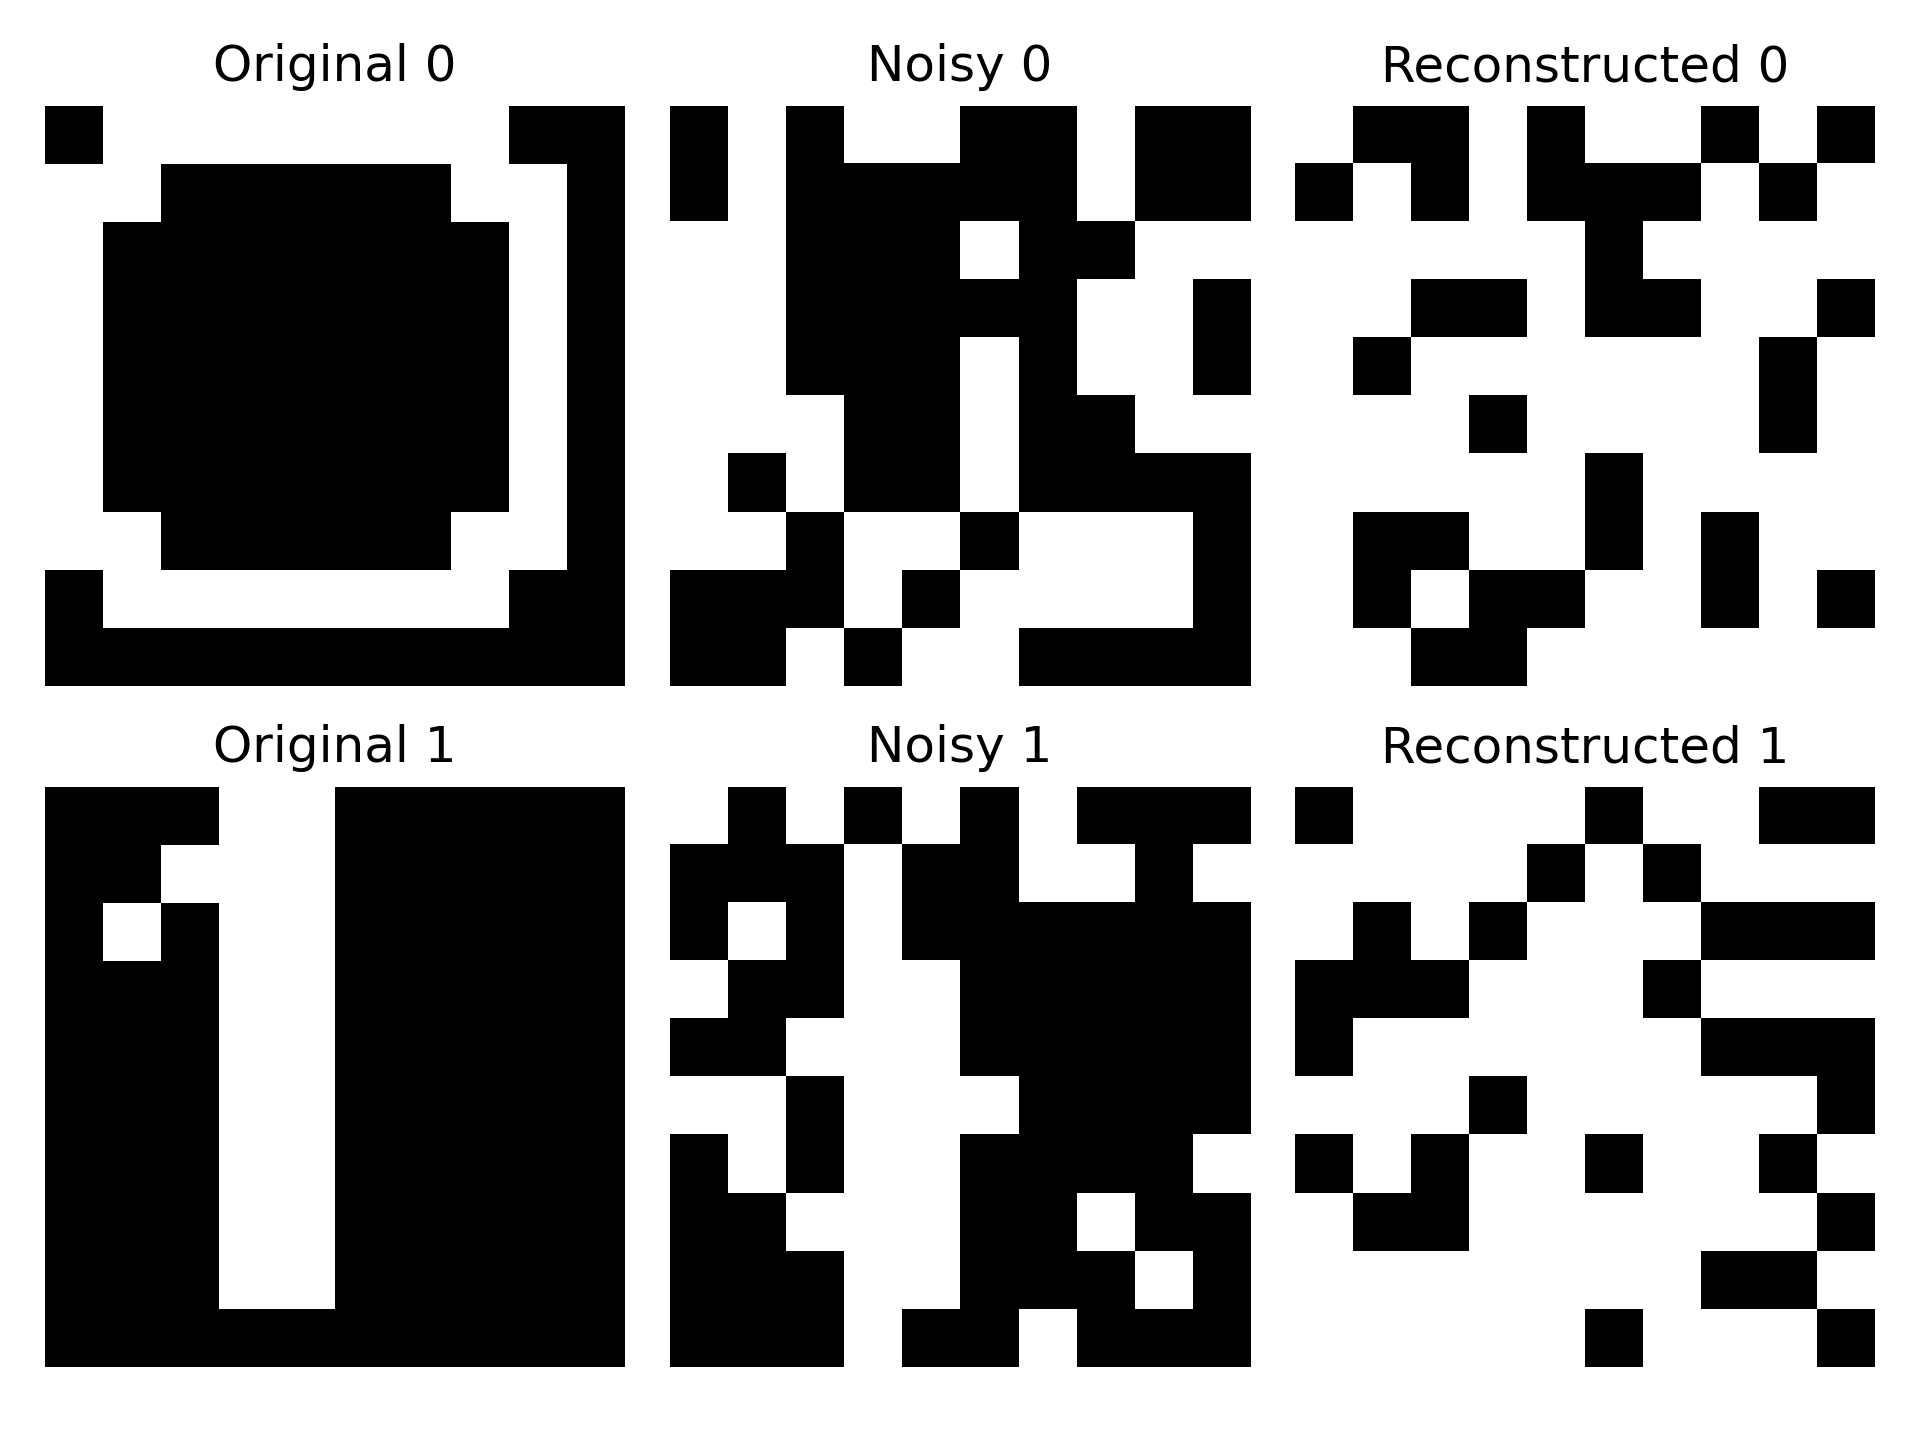 Original 0
Noisy 0
Reconstructed 0
Original 1
Noisy 1
Reconstructed 1